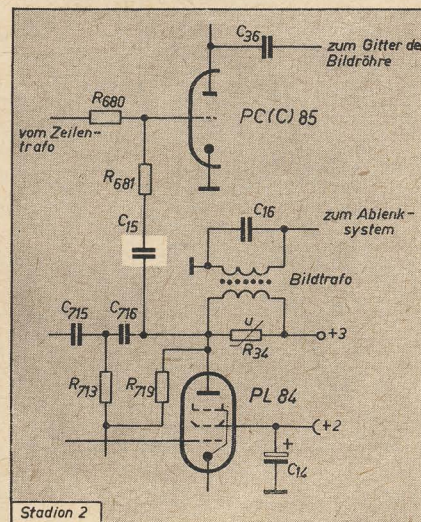 C36
zum Gitter de
Bildröhre
R680
PC(C) 85
vom Zeilen-
trafo
R681
C15
C16
zum Ablenk-
system
Bildtrafo
C715
C716
u
R34
+3
R713
R719
PL 84
+2
+
C14
Stadion 2